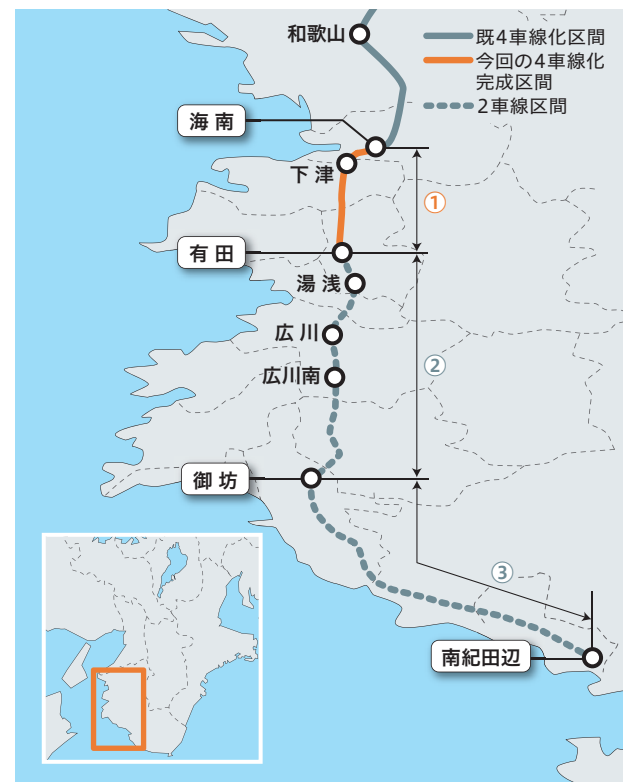 和歌山
既4車線化区間
今回の4車線化
完成区間
2車線区間
海南
下津
①
有田
湯浅
広川
②
広川南
御坊
③
南紀田辺